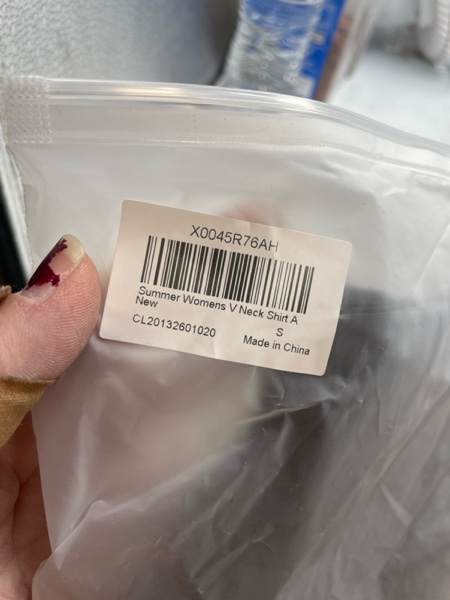 X0045R76AH
Summer Womens V Neck Shirt A
New
CL20132601020
S
Made in China